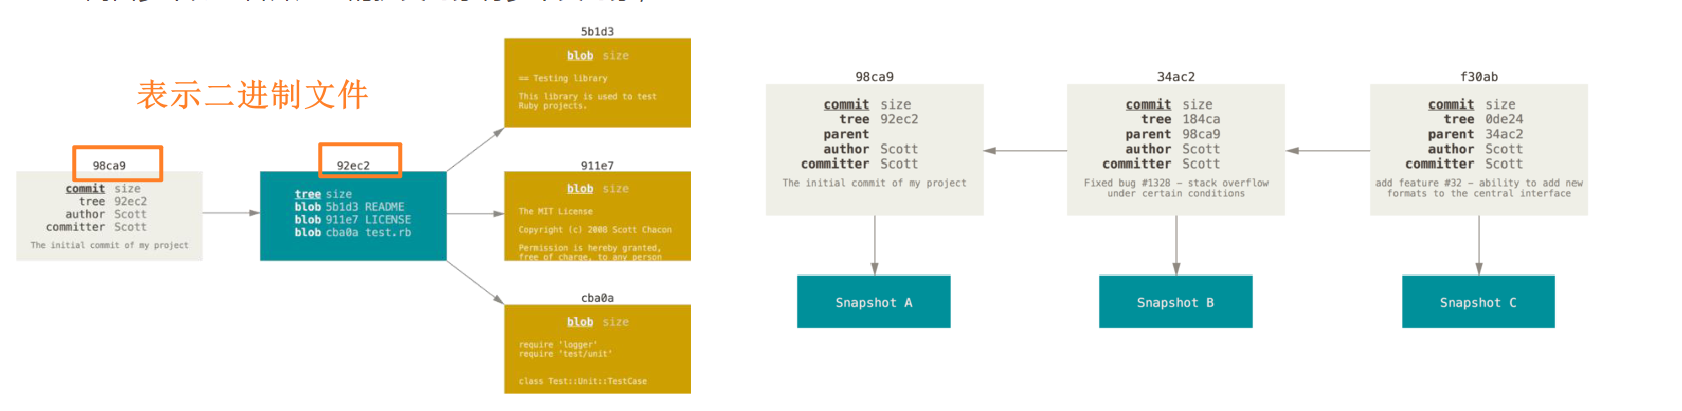 表示二进制文件
98ca9
commit size
tree 92ec2
author Scott
committer Scott
The initial commit of my project
92ec2
tree size
blob 5b1d3 README
blob 911e7 LICENSE
blob cba0a test.rb
5b1d3
blob size
== Testing library
This library is used to test
Ruby projects.
911e7
blob size
The MIT License
Copyright (c) 2008 Scott Chacon
Permission is hereby granted,
free of charge, to any person
cba0a
blob size
require 'logger'
require 'test/unit'
class Test::Unit::TestCase
98ca9
commit size
tree 92ec2
parent
author Scott
committer Scott
The initial commit of my project
Snapshot A
34ac2
commit size
tree 184ca
parent 98ca9
author Scott
committer Scott
Fixed bug #1328 – stack overflow
under certain conditions
Snapshot B
f30ab
commit size
tree 0de24
parent 34ac2
author Scott
committer Scott
add feature #32 – ability to add new
formats to the central interface
Snapshot C